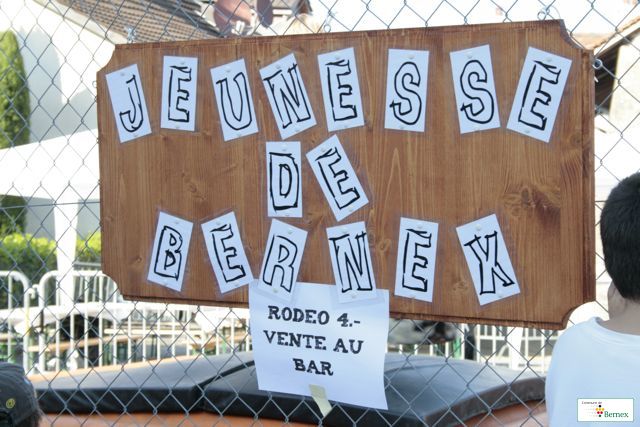 JEUNESSE
DE
BERNEX
RODEO 4.-
VENTE AU
BAR
Commune de
Bernex